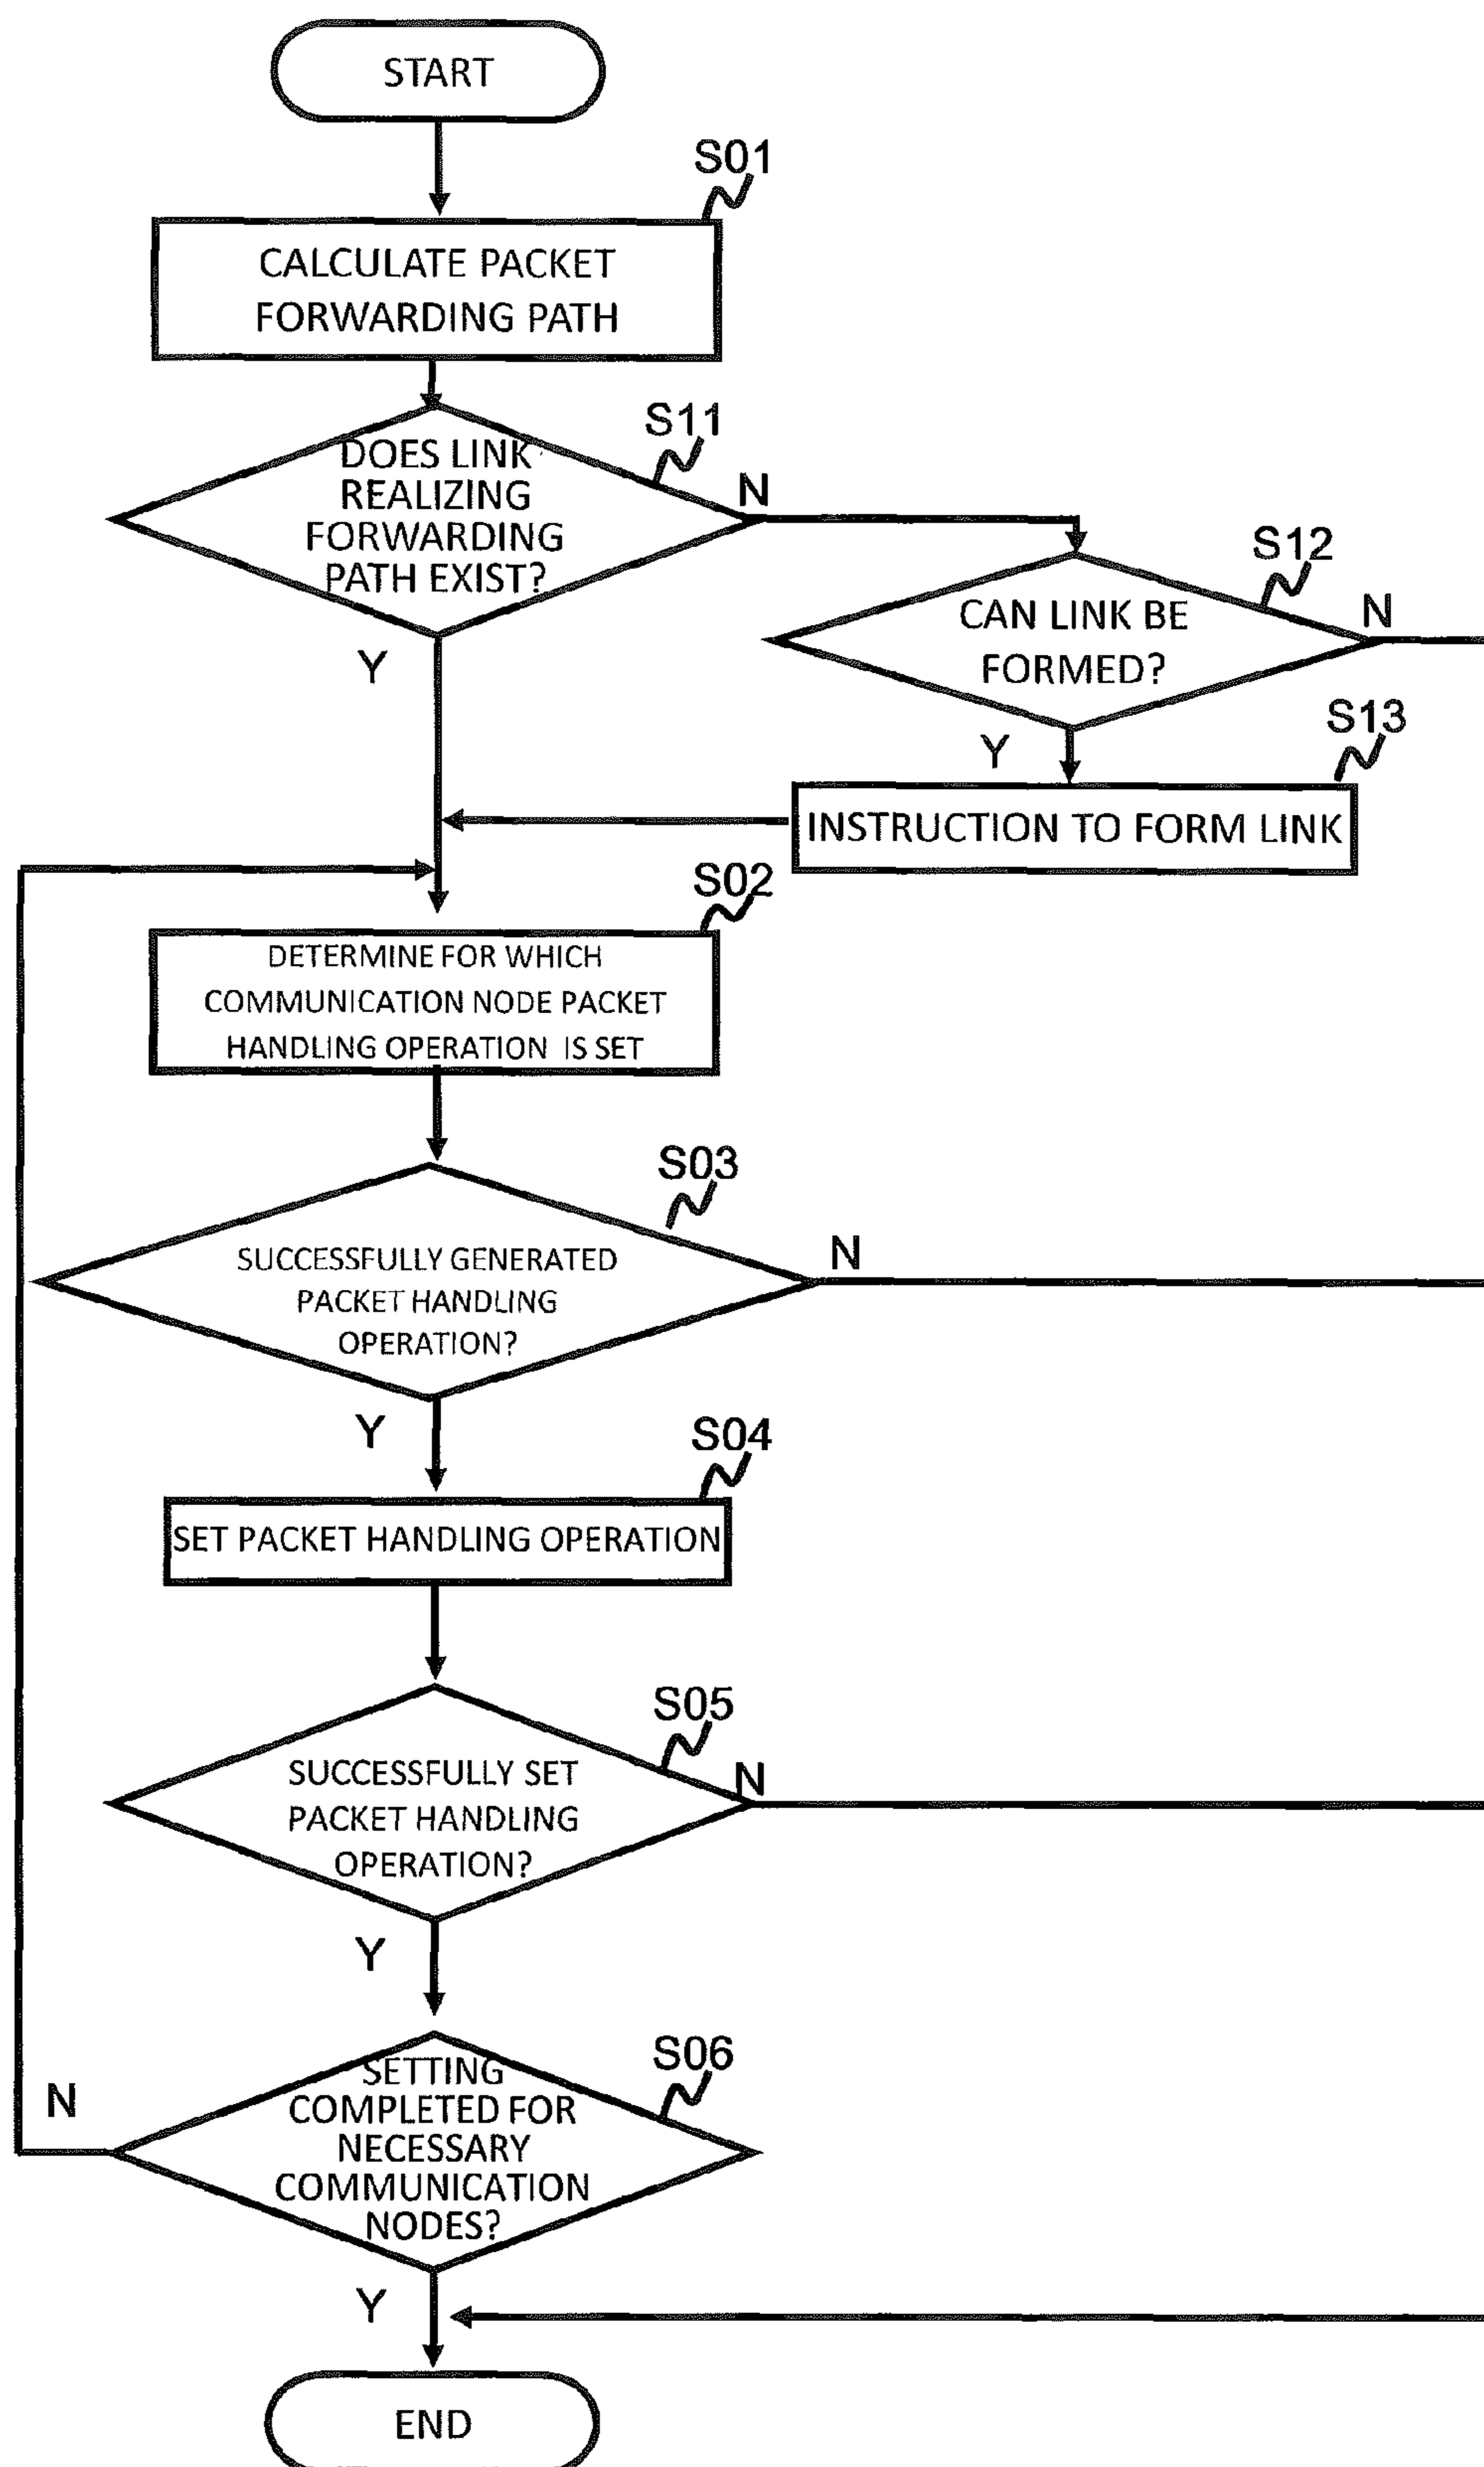 START
S01
CALCULATE PACKET
FORWARDING PATH
S11
DOES LINK
REALIZING
FORWARDING
PATH EXIST?
N
Y
S12
CAN LINK BE
FORMED?
N
Y
S13
INSTRUCTION TO FORM LINK
S02
DETERMINE FOR WHICH
COMMUNICATION NODE PACKET
HANDLING OPERATION IS SET
S03
SUCCESSFULLY GENERATED
PACKET HANDLING
OPERATION?
N
Y
S04
SET PACKET HANDLING OPERATION
S05
SUCCESSFULLY SET
PACKET HANDLING
OPERATION?
N
Y
S06
SETTING
COMPLETED FOR
NECESSARY
COMMUNICATION
NODES?
N
Y
END